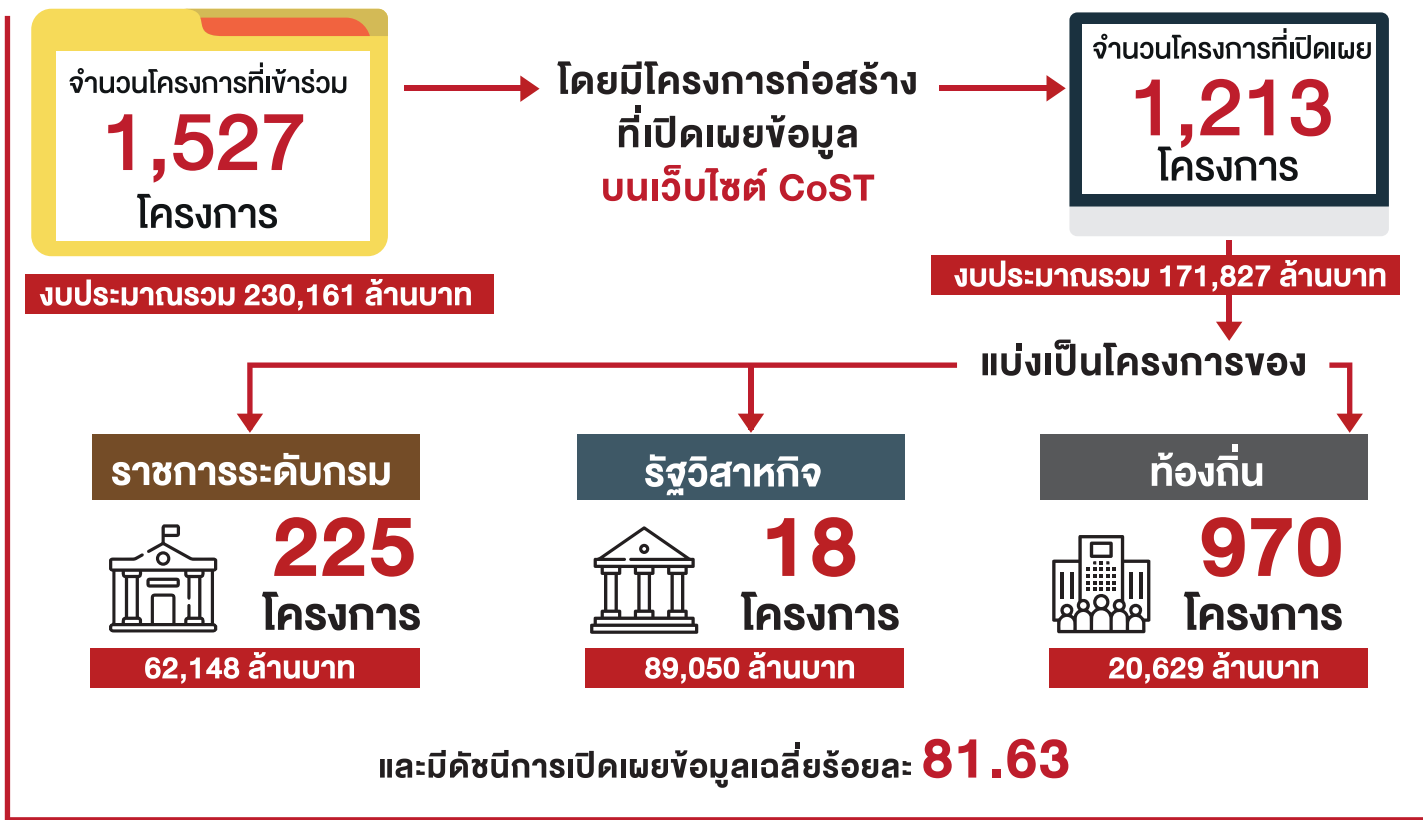 จำนวนโครงการที่เข้าร่วม
1,527
โครงการ
งบประมาณรวม 230,161 ล้านบาท
โดยมีโครงการก่อสร้าง
ที่เปิดเผยข้อมูล
บนเว็บไซต์ CoST
จำนวนโครงการที่เปิดเผย
1,213
โครงการ
งบประมาณรวม 171,827 ล้านบาท
แบ่งเป็นโครงการของ
ราชการระดับกรม
225
โครงการ
62,148 ล้านบาท
รัฐวิสาหกิจ
18
โครงการ
89,050 ล้านบาท
ท้องถิ่น
970
โครงการ
20,629 ล้านบาท
และมีดัชนีการเปิดเผยข้อมูลเฉลี่ยร้อยละ 81.63